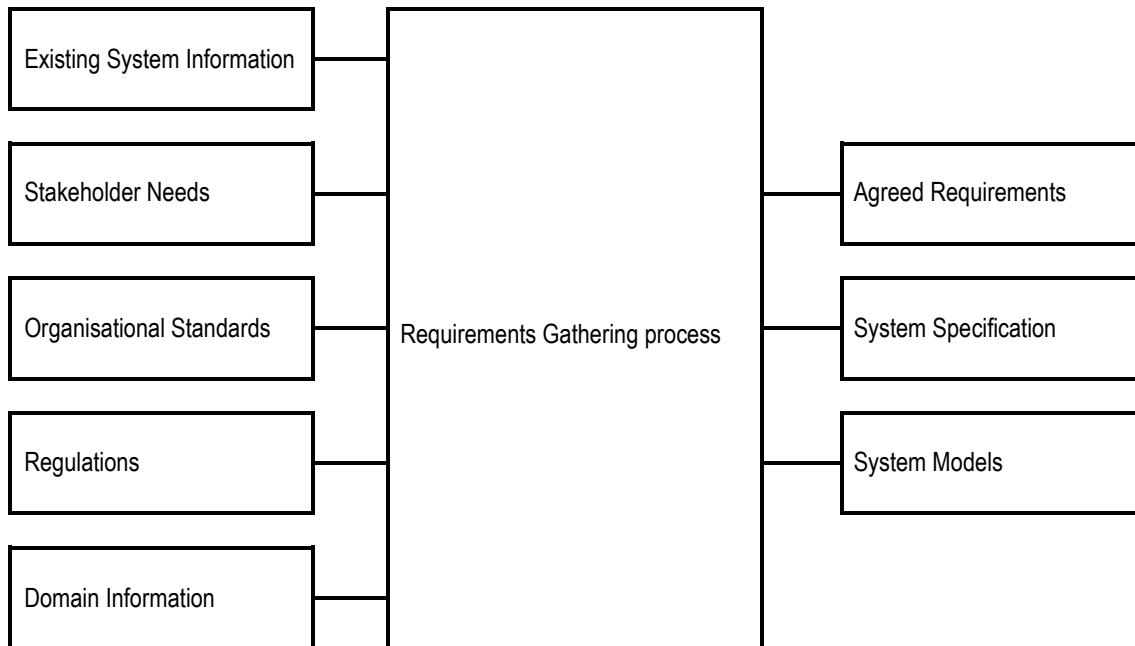 Existing System Information
Stakeholder Needs
Organisational Standards
Regulations
Domain Information
Requirements Gathering process
Agreed Requirements
System Specification
System Models